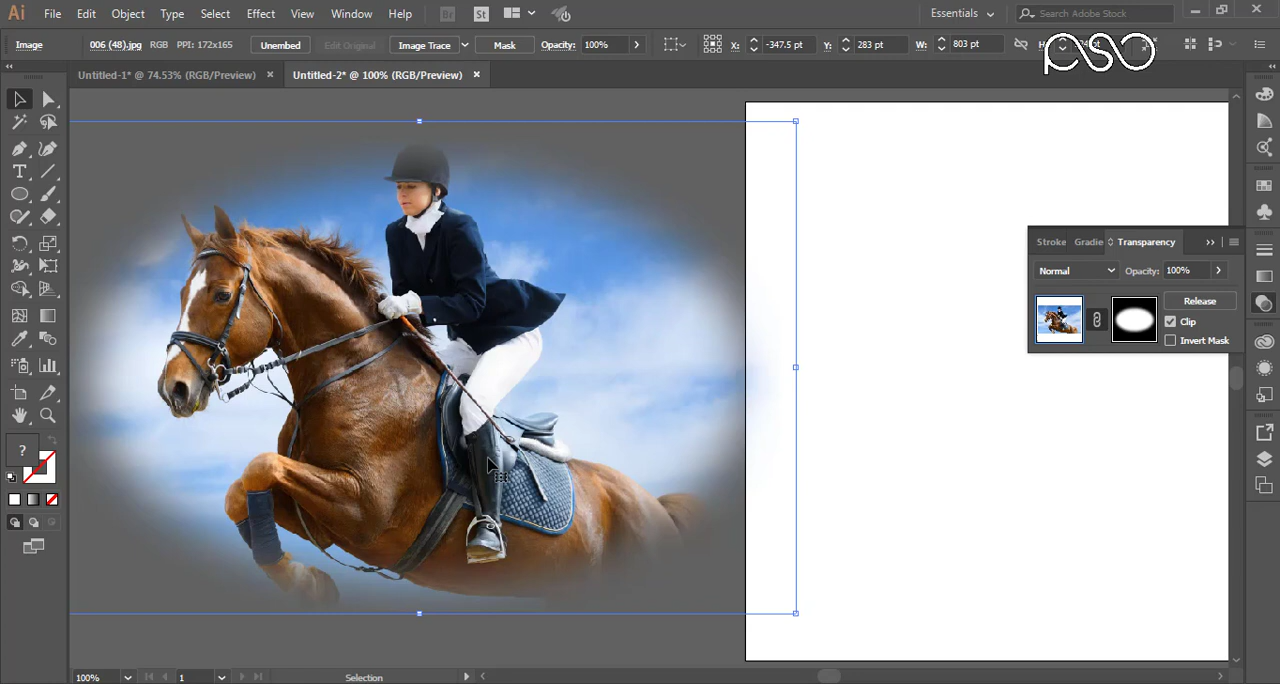 Ai File Edit Object Type Select Effect View Window Help Br St Essentials Search Adobe Stock
Image 006 (48).jpg RGB PPI: 172x165 Unembed Edit Original Image Trace Mask Opacity: 100% X: -347.5 pt Y: 283 pt W: 803 pt
pso
Untitled-1* @ 74.53% (RGB/Preview) × Untitled-2* @ 100% (RGB/Preview) ×
Stroke Gradie Transparency
Normal Opacity: 100%
Release
Clip
Invert Mask
?
100% 1 Selection